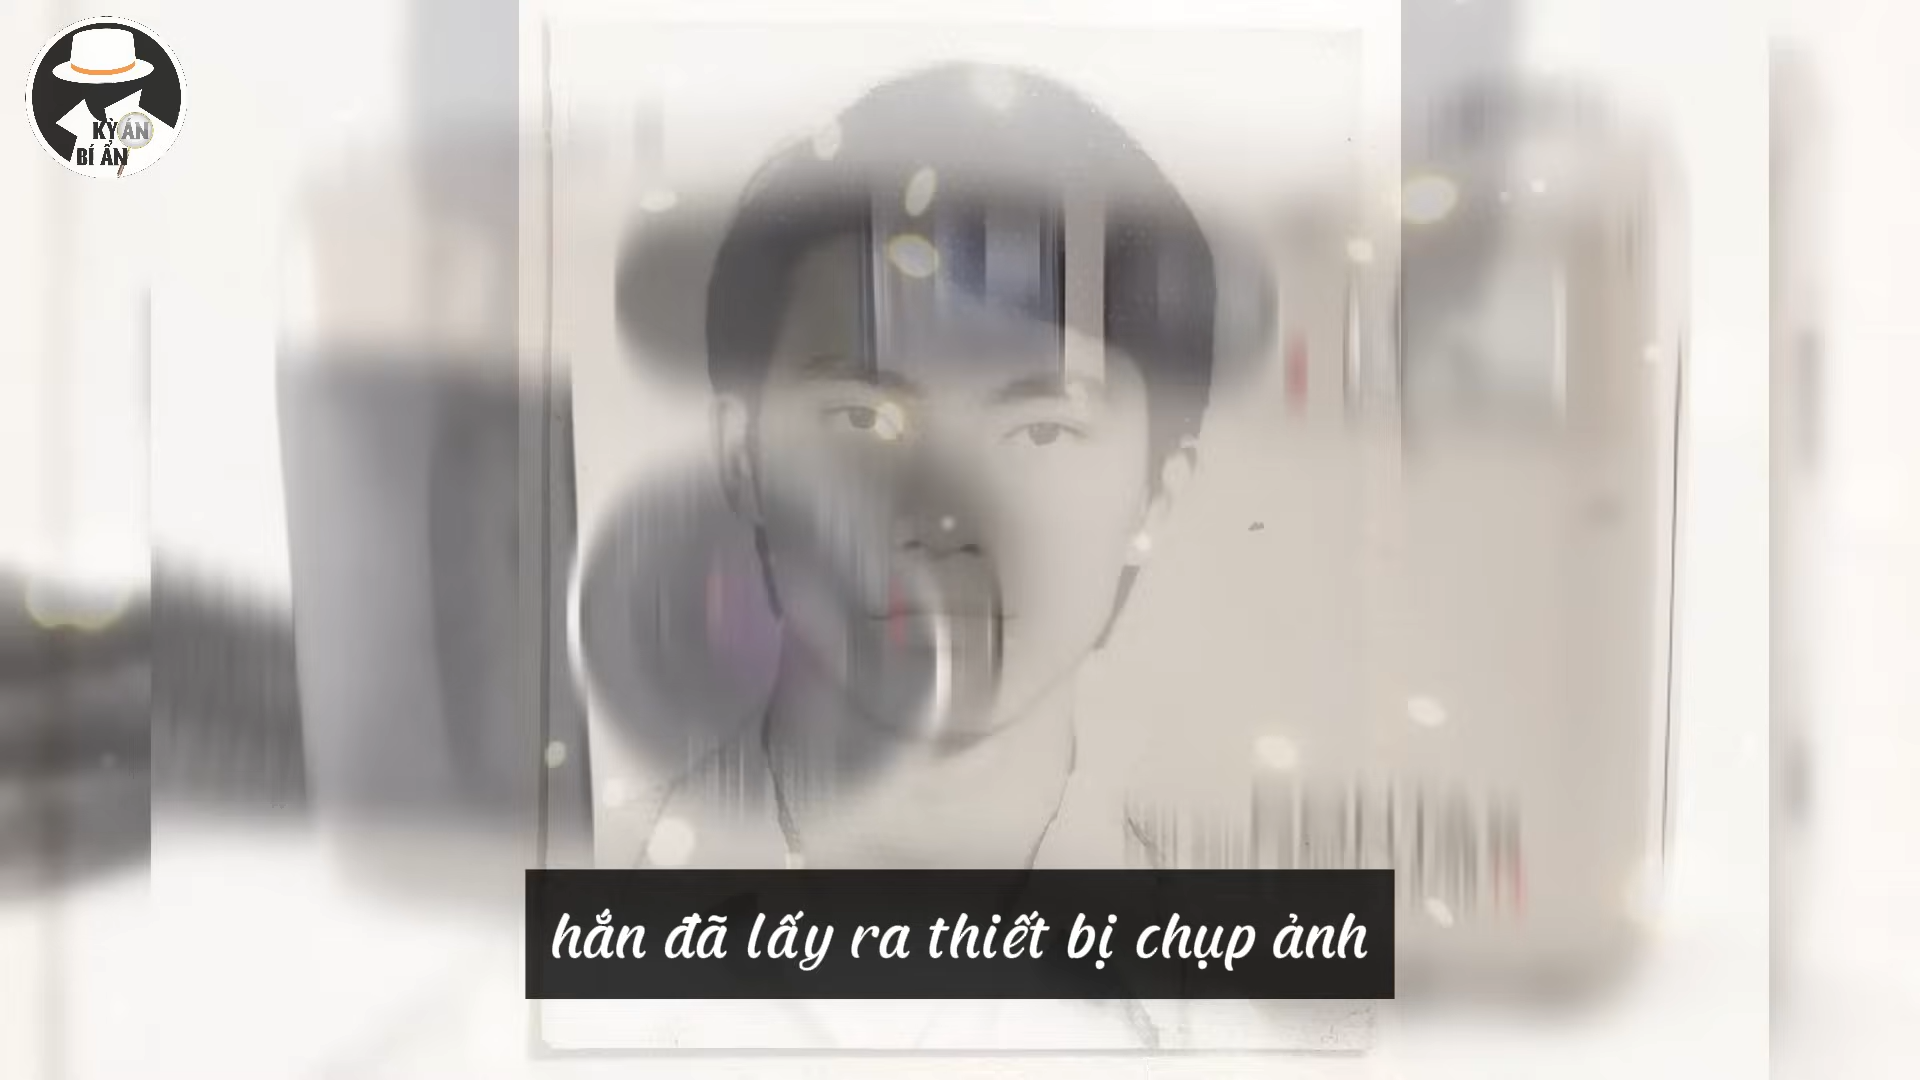 KỲ ÁN
BÍ ẨN
hắn đã lấy ra thiết bị chụp ảnh